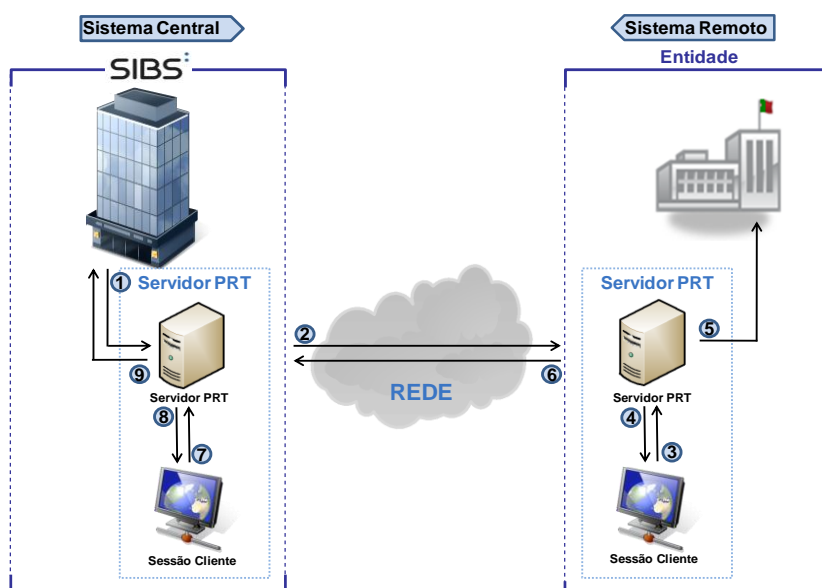 Sistema Central
Sistema Remoto
SIBS
Entidade
1
Servidor PRT
Servidor PRT
2
5
9
6
REDE
Servidor PRT
Servidor PRT
8
7
4
3
Sessão Cliente
Sessão Cliente